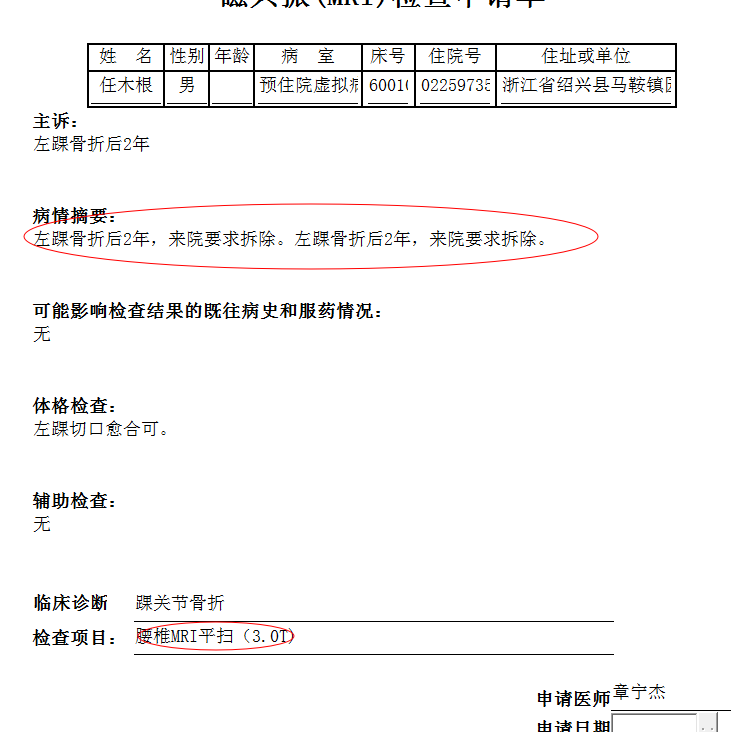 磁共振(MRI)检查申请单
姓 名 性别 年龄 病 室 床号 住院号 住址或单位
任木根 男 预住院虚拟病 6001 02259735 浙江省绍兴县马鞍镇
主诉：
左踝骨折后2年
病情摘要：
左踝骨折后2年，来院要求拆除。左踝骨折后2年，来院要求拆除。
可能影响检查结果的既往病史和服药情况：
无
体格检查：
左踝切口愈合可。
辅助检查：
无
临床诊断 踝关节骨折
检查项目： 腰椎MRI平扫（3.0T）
申请医师 章宁杰
申请日期